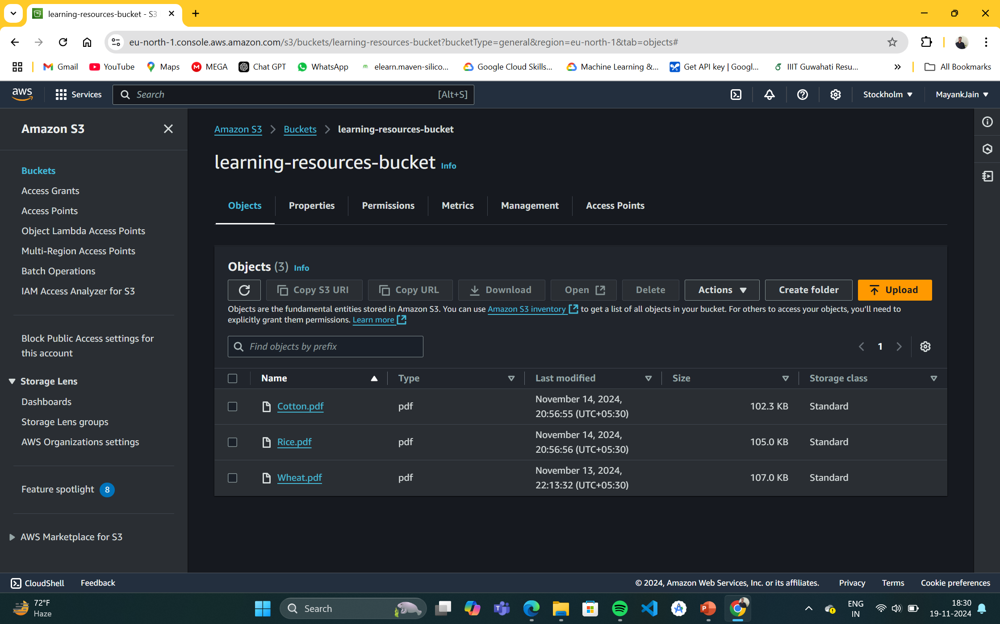 learning-resources-bucket - S3
eu-north-1.console.aws.amazon.com/s3/buckets/learning-resources-bucket?bucketType=general&region=eu-north-1&tab=objects#
Gmail YouTube Maps MEGA Chat GPT WhatsApp elearn.maven-silico... Google Cloud Skills... Machine Learning &... Get API key | Googl... IIIT Guwahati Resu... All Bookmarks
aws Services Search [Alt+S] Stockholm MayankJain
Amazon S3
Buckets
Access Grants
Access Points
Object Lambda Access Points
Multi-Region Access Points
Batch Operations
IAM Access Analyzer for S3
Block Public Access settings for
this account
Storage Lens
Dashboards
Storage Lens groups
AWS Organizations settings
Feature spotlight 8
AWS Marketplace for S3
Amazon S3 > Buckets > learning-resources-bucket
learning-resources-bucket Info
Objects Properties Permissions Metrics Management Access Points
Objects (3) Info
Copy S3 URI Copy URL Download Open Delete Actions Create folder Upload
Objects are the fundamental entities stored in Amazon S3. You can use Amazon S3 inventory to get a list of all objects in your bucket. For others to access your objects, you'll need to
explicitly grant them permissions. Learn more
Find objects by prefix
1
Name Type Last modified Size Storage class
Cotton.pdf pdf November 14, 2024, 20:56:55 (UTC+05:30) 102.3 KB Standard
Rice.pdf pdf November 14, 2024, 20:56:56 (UTC+05:30) 105.0 KB Standard
Wheat.pdf pdf November 13, 2024, 22:13:32 (UTC+05:30) 107.0 KB Standard
CloudShell Feedback © 2024, Amazon Web Services, Inc. or its affiliates. Privacy Terms Cookie preferences
72°F
Haze
Search
ENG
IN
18:30
19-11-2024